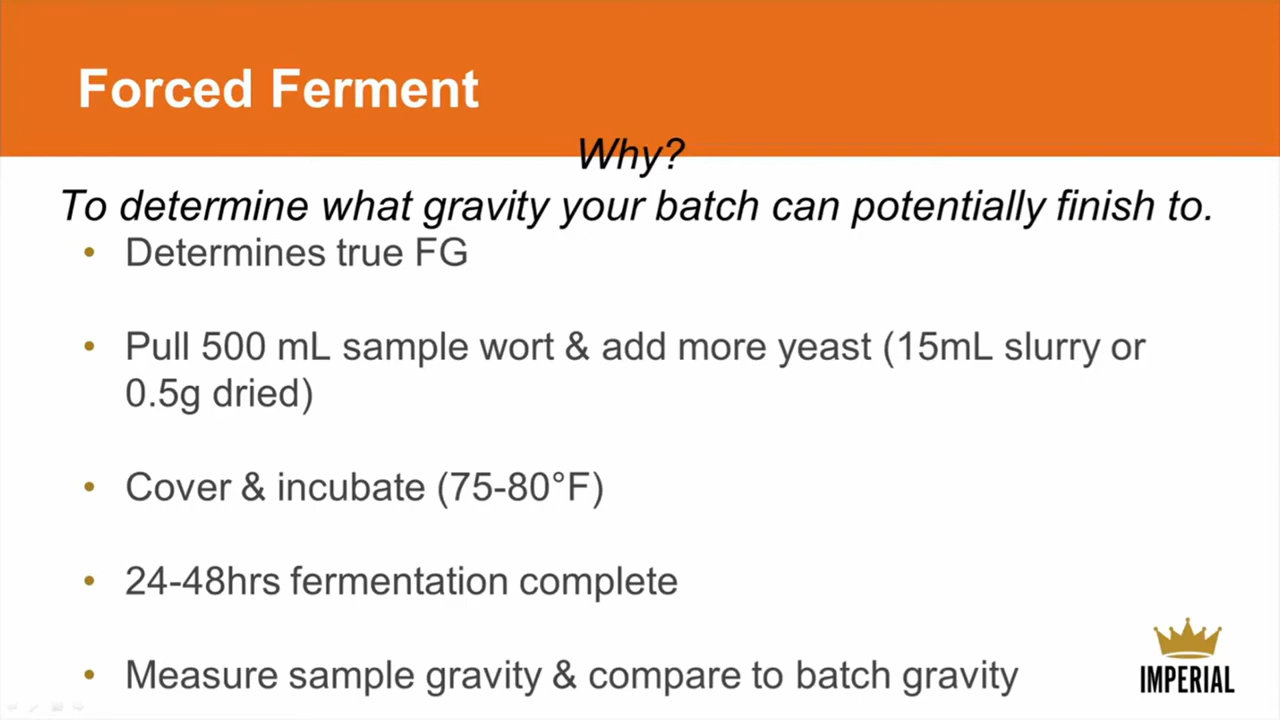 Forced Ferment
Why?
To determine what gravity your batch can potentially finish to.
• Determines true FG
• Pull 500 mL sample wort & add more yeast (15mL slurry or
0.5g dried)
• Cover & incubate (75-80°F)
• 24-48hrs fermentation complete
• Measure sample gravity & compare to batch gravity
IMPERIAL